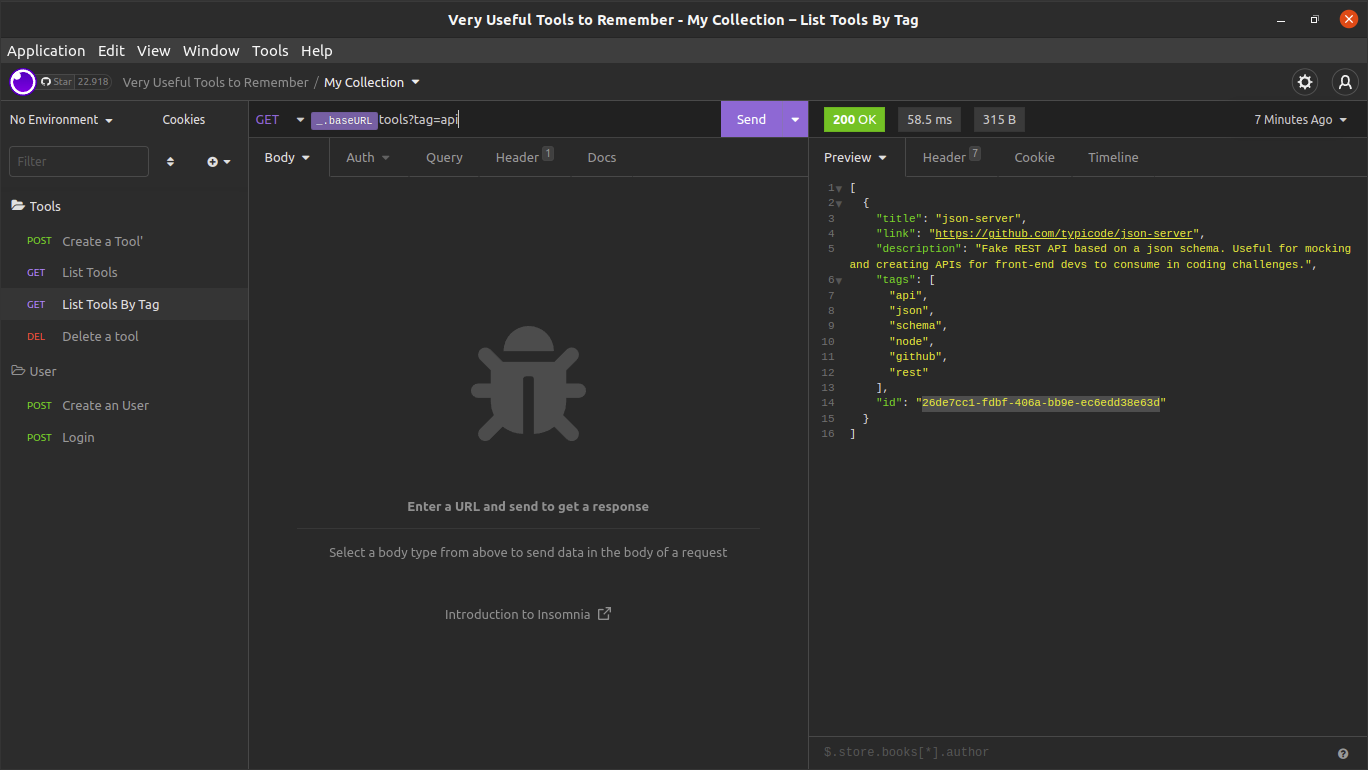 Very Useful Tools to Remember - My Collection – List Tools By Tag
Application Edit View Window Tools Help
Star 22.918 Very Useful Tools to Remember / My Collection
No Environment Cookies
Filter
Tools
POST Create a Tool'
GET List Tools
GET List Tools By Tag
DEL Delete a tool
User
POST Create an User
POST Login
GET _.baseURL tools?tag=api Send
Body Auth Query Header 1 Docs
Enter a URL and send to get a response
Select a body type from above to send data in the body of a request
Introduction to Insomnia
200 OK 58.5 ms 315 B 7 Minutes Ago
Preview Header 7 Cookie Timeline
1 [
2 {
3 "title": "json-server",
4 "link": "https://github.com/typicode/json-server",
5 "description": "Fake REST API based on a json schema. Useful for mocking
and creating APIs for front-end devs to consume in coding challenges.",
6 "tags": [
7 "api",
8 "json",
9 "schema",
10 "node",
11 "github",
12 "rest"
13 ],
14 "id": "26de7cc1-fdbf-406a-bb9e-ec6edd38e63d"
15 }
16 ]
$.store.books[*].author